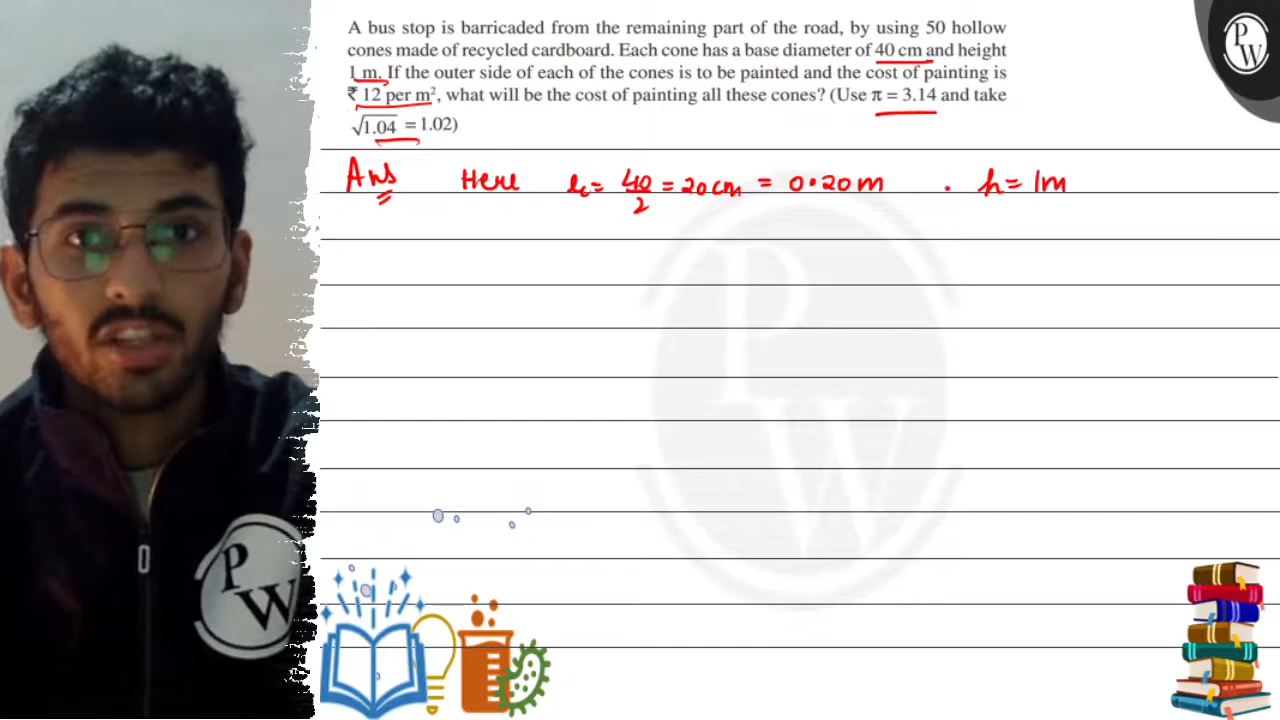 A bus stop is barricaded from the remaining part of the road, by using 50 hollow
cones made of recycled cardboard. Each cone has a base diameter of 40 cm and height
1 m. If the outer side of each of the cones is to be painted and the cost of painting is
₹ 12 per m², what will be the cost of painting all these cones? (Use π = 3.14 and take
√1.04 = 1.02)
Ans Here r = 40/2 = 20 cm = 0.20 m . h = 1m
PW
PW
PW